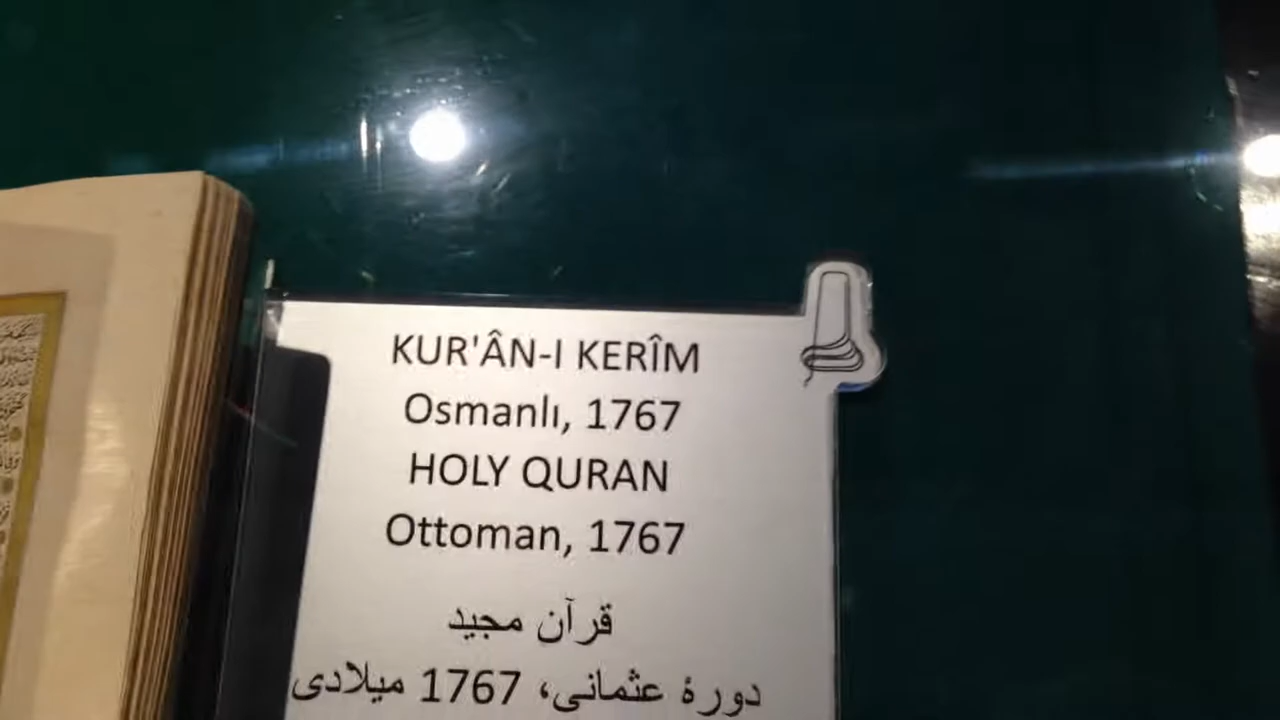 KUR'ÂN-I KERÎM
Osmanlı, 1767
HOLY QURAN
Ottoman, 1767
قرآن مجید
دورهٔ عثمانی، 1767 میلادی